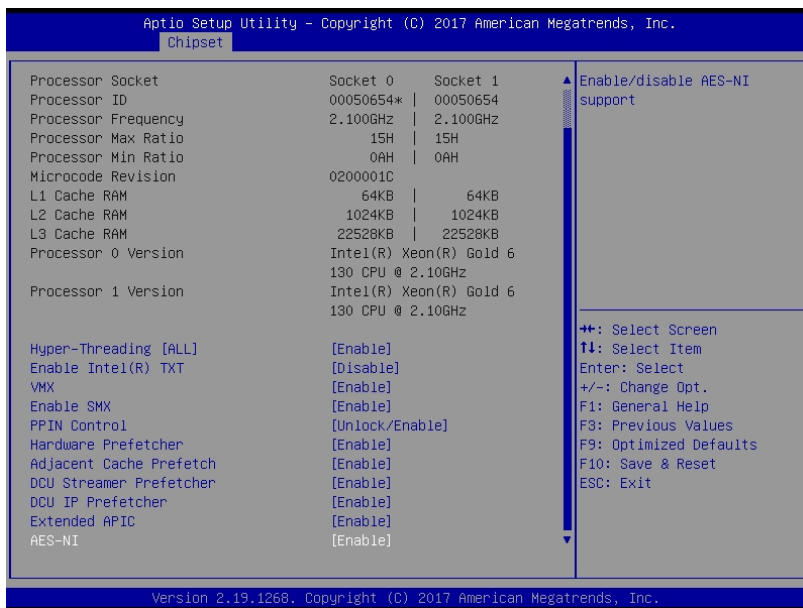 Aptio Setup Utility – Copyright (C) 2017 American Megatrends, Inc.
Chipset
Processor Socket Socket 0 Socket 1
Processor ID 00050654* | 00050654
Processor Frequency 2.100GHz | 2.100GHz
Processor Max Ratio 15H | 15H
Processor Min Ratio 0AH | 0AH
Microcode Revision 0200001C
L1 Cache RAM 64KB | 64KB
L2 Cache RAM 1024KB | 1024KB
L3 Cache RAM 22528KB | 22528KB
Processor 0 Version Intel(R) Xeon(R) Gold 6
130 CPU @ 2.10GHz
Processor 1 Version Intel(R) Xeon(R) Gold 6
130 CPU @ 2.10GHz
Hyper-Threading [ALL] [Enable]
Enable Intel(R) TXT [Disable]
VMX [Enable]
Enable SMX [Enable]
PPIN Control [Unlock/Enable]
Hardware Prefetcher [Enable]
Adjacent Cache Prefetch [Enable]
DCU Streamer Prefetcher [Enable]
DCU IP Prefetcher [Enable]
Extended APIC [Enable]
AES-NI [Enable]
Enable/disable AES-NI
support
→←: Select Screen
↑↓: Select Item
Enter: Select
+/-: Change Opt.
F1: General Help
F3: Previous Values
F9: Optimized Defaults
F10: Save & Reset
ESC: Exit
Version 2.19.1268. Copyright (C) 2017 American Megatrends, Inc.